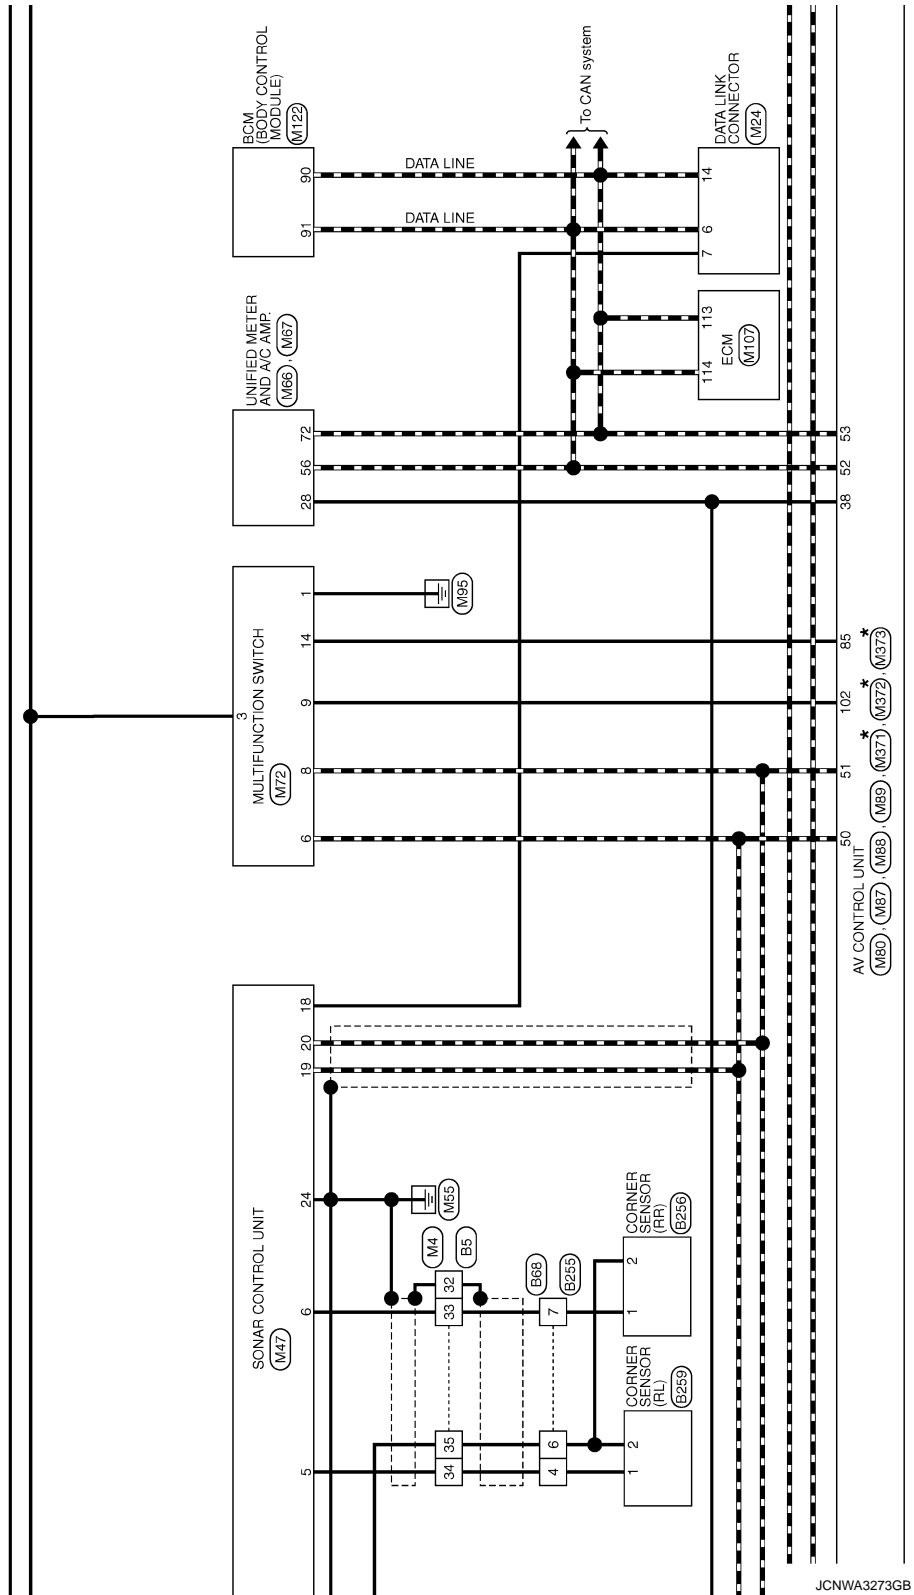 BCM
(BODY CONTROL
MODULE)
M122
90
91
DATA LINE
DATA LINE
To CAN system
DATA LINK
CONNECTOR
M24
14
6
7
UNIFIED METER
AND A/C AMP.
M66 , M67
72
56
28
113
114
ECM
M107
53
52
38
MULTIFUNCTION SWITCH
M72
3
1
14
9
8
6
M95
85
102
51
50
AV CONTROL UNIT
M80 , M87 , M88 , M89 , M371 * , M372 * , M373 *
SONAR CONTROL UNIT
M47
18
20
19
24
6
5
M55
M4
B5
32
33
35
34
B68
B255
7
6
4
CORNER
SENSOR
(RR)
B256
2
1
CORNER
SENSOR
(RL)
B259
2
1
JCNWA3273GB